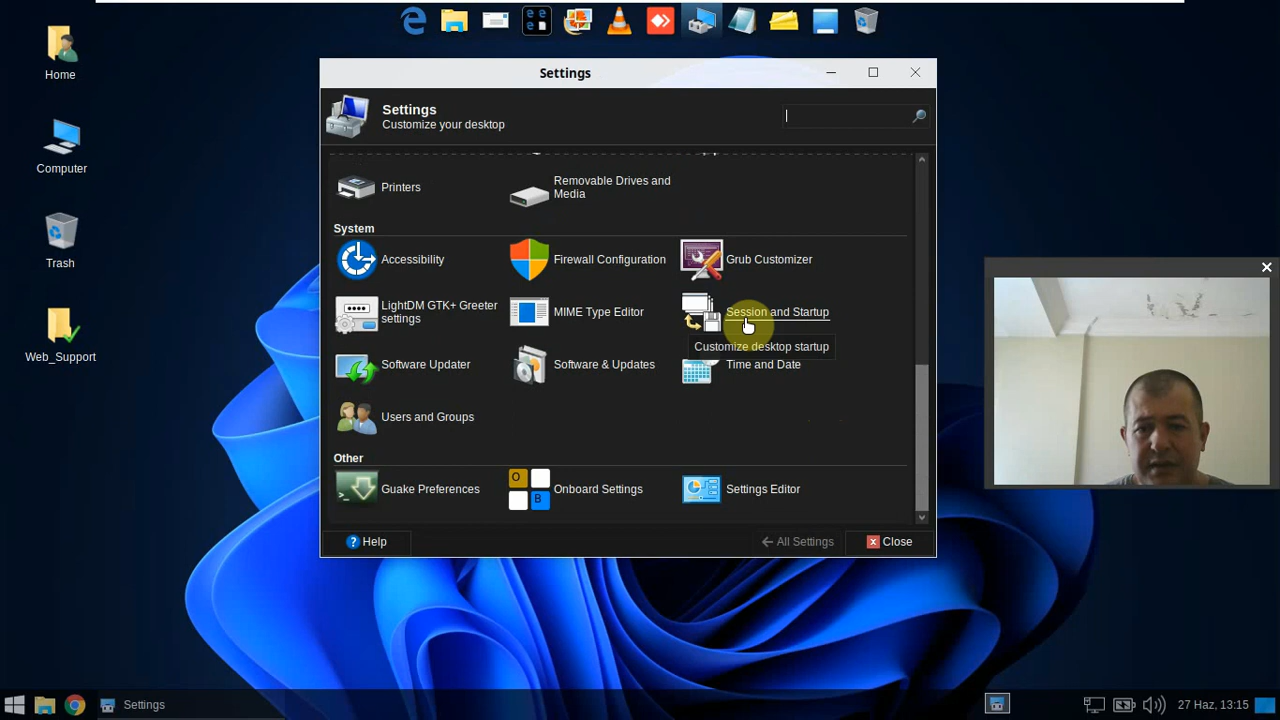 Home
Computer
Trash
Web_Support
Settings
Settings
Customize your desktop
Printers
Removable Drives and
Media
System
Accessibility
Firewall Configuration
Grub Customizer
LightDM GTK+ Greeter
settings
MIME Type Editor
Session and Startup
Customize desktop startup
Software Updater
Software & Updates
Time and Date
Users and Groups
Other
Guake Preferences
O
B
Onboard Settings
Settings Editor
? Help
All Settings
Close
Settings
27 Haz, 13:15